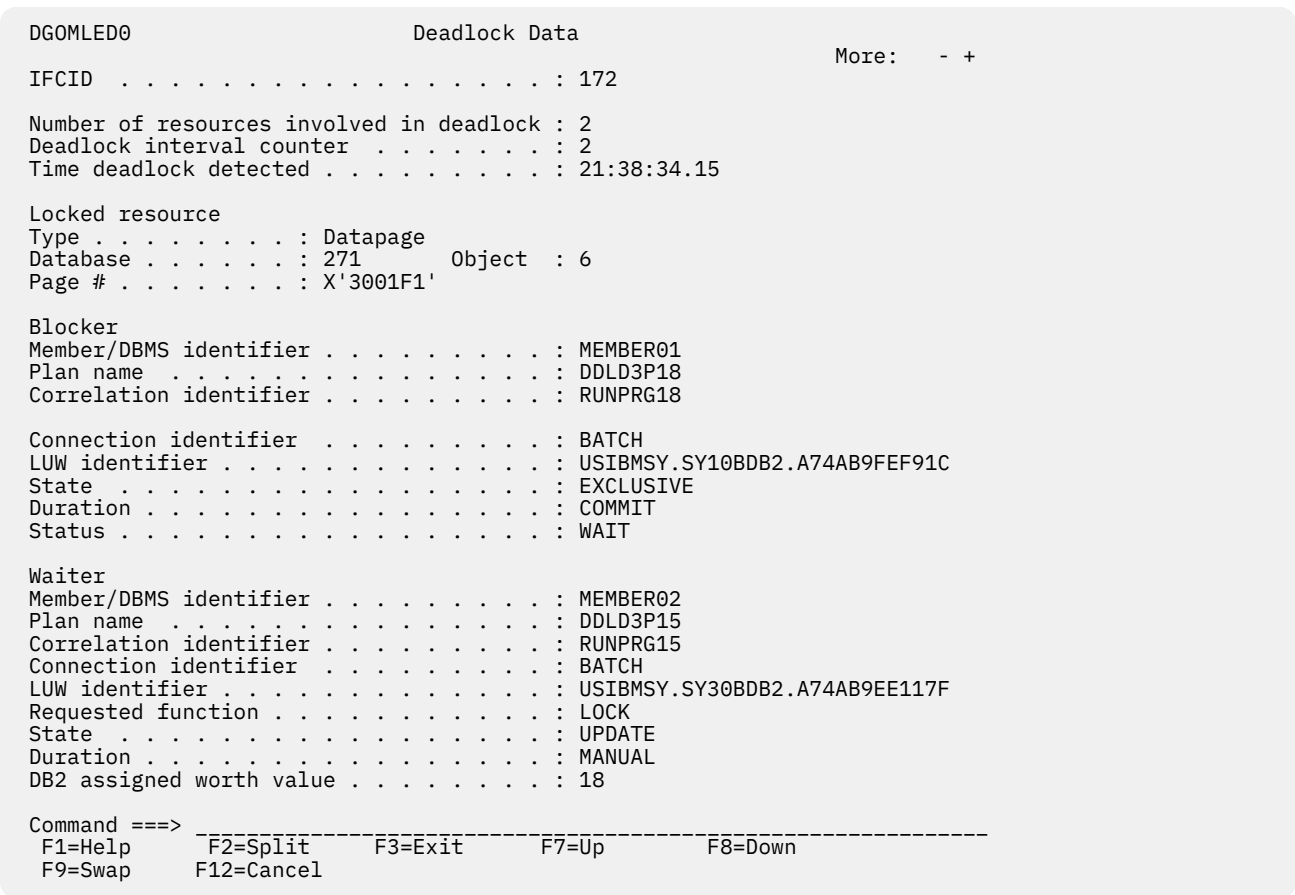 DGOMLED0                      Deadlock Data
                                                               More:   - +
IFCID  . . . . . . . . . . . . . . . . . : 172
Number of resources involved in deadlock : 2
Deadlock interval counter  . . . . . . . : 2
Time deadlock detected . . . . . . . . . : 21:38:34.15
Locked resource
Type . . . . . . . . : Datapage
Database . . . . . . : 271       Object  : 6
Page # . . . . . . . : X'3001F1'
Blocker
Member/DBMS identifier . . . . . . . . . : MEMBER01
Plan name  . . . . . . . . . . . . . . . : DDLD3P18
Correlation identifier . . . . . . . . . : RUNPRG18
Connection identifier  . . . . . . . . . : BATCH
LUW identifier . . . . . . . . . . . . . : USIBMSY.SY10BDB2.A74AB9FEF91C
State  . . . . . . . . . . . . . . . . . : EXCLUSIVE
Duration . . . . . . . . . . . . . . . . : COMMIT
Status . . . . . . . . . . . . . . . . . : WAIT
Waiter
Member/DBMS identifier . . . . . . . . . : MEMBER02
Plan name  . . . . . . . . . . . . . . . : DDLD3P15
Correlation identifier . . . . . . . . . : RUNPRG15
Connection identifier  . . . . . . . . . : BATCH
LUW identifier . . . . . . . . . . . . . : USIBMSY.SY30BDB2.A74AB9EE117F
Requested function . . . . . . . . . . . : LOCK
State  . . . . . . . . . . . . . . . . . : UPDATE
Duration . . . . . . . . . . . . . . . . : MANUAL
DB2 assigned worth value . . . . . . . . : 18
Command ===> ______________________________________________________________
 F1=Help      F2=Split     F3=Exit      F7=Up        F8=Down
 F9=Swap     F12=Cancel